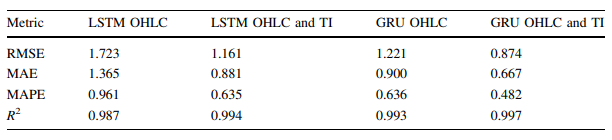 Metric LSTM OHLC LSTM OHLC and TI GRU OHLC GRU OHLC and TI
RMSE 1.723 1.161 1.221 0.874
MAE 1.365 0.881 0.900 0.667
MAPE 0.961 0.635 0.636 0.482
R² 0.987 0.994 0.993 0.997